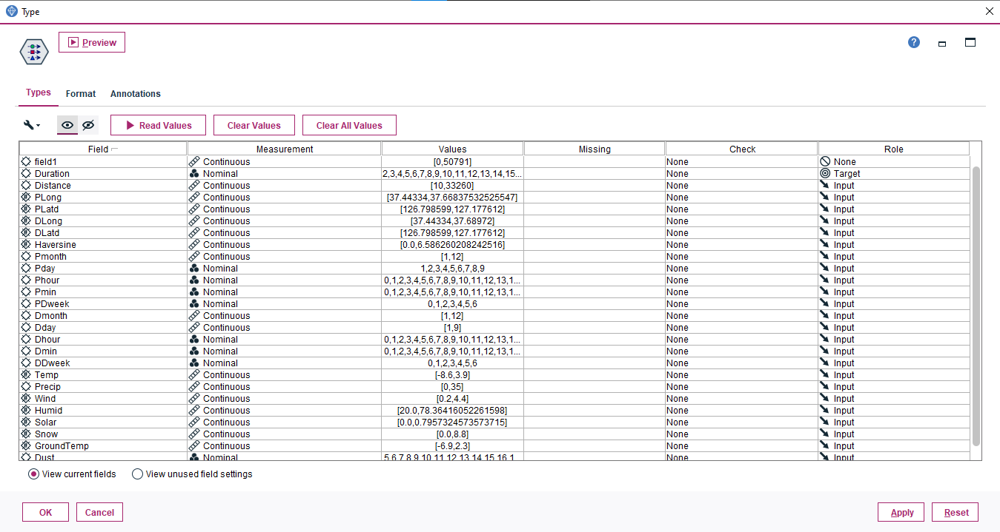 Type
Preview
Types Format Annotations
Read Values Clear Values Clear All Values
Field Measurement Values Missing Check Role
field1 Continuous [0,50791] None None
Duration Nominal 2,3,4,5,6,7,8,9,10,11,12,13,14,15... None Target
Distance Continuous [10,33260] None Input
PLong Continuous [37.44334,37.66837532525547] None Input
PLatd Continuous [126.798599,127.177612] None Input
DLong Continuous [37.44334,37.68972] None Input
DLatd Continuous [126.798599,127.177612] None Input
Haversine Continuous [0.0,6.586260208242516] None Input
Pmonth Continuous [1,12] None Input
Pday Nominal 1,2,3,4,5,6,7,8,9 None Input
Phour Nominal 0,1,2,3,4,5,6,7,8,9,10,11,12,13,1... None Input
Pmin Nominal 0,1,2,3,4,5,6,7,8,9,10,11,12,13,1... None Input
PDweek Nominal 0,1,2,3,4,5,6 None Input
Dmonth Continuous [1,12] None Input
Dday Continuous [1,9] None Input
Dhour Nominal 0,1,2,3,4,5,6,7,8,9,10,11,12,13,1... None Input
Dmin Nominal 0,1,2,3,4,5,6,7,8,9,10,11,12,13,1... None Input
DDweek Nominal 0,1,2,3,4,5,6 None Input
Temp Continuous [-8.6,3.9] None Input
Precip Continuous [0,35] None Input
Wind Continuous [0.2,4.4] None Input
Humid Continuous [20.0,78.36416052261598] None Input
Solar Continuous [0.0,0.7957324573573715] None Input
Snow Continuous [0.0,8.8] None Input
GroundTemp Continuous [-6.9,2.3] None Input
Dust Nominal 5,6,7,8,9,10,11,12,13,14,15,16,1... None Input
View current fields View unused field settings
OK Cancel Apply Reset